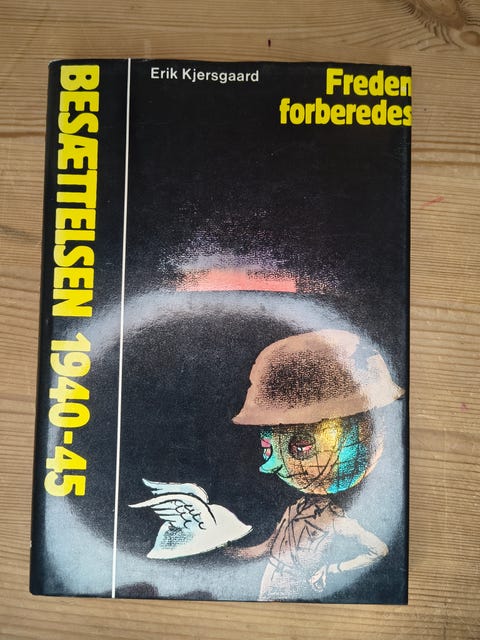 Erik Kjersgaard
Freden
forberedes
BESÆTTELSEN 1940-45